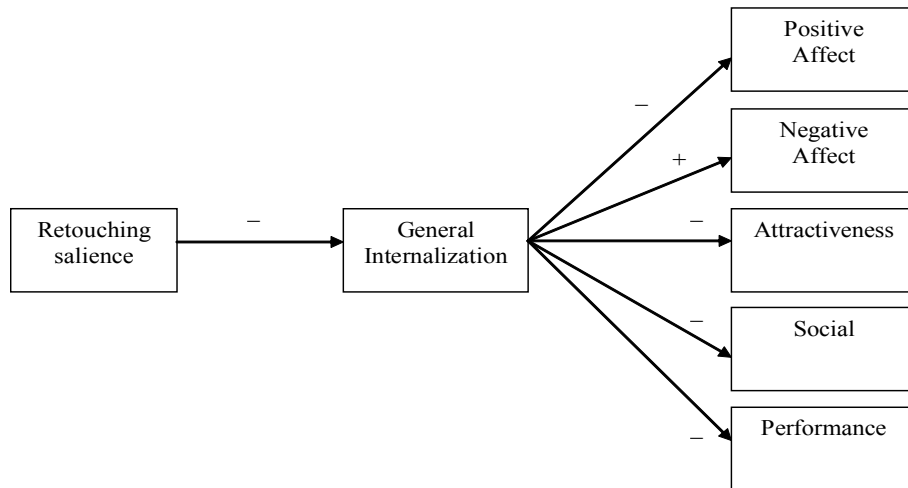 Positive
Affect
–
Negative
Affect
+
Retouching
salience
–
General
Internalization
–
Attractiveness
–
Social
–
Performance